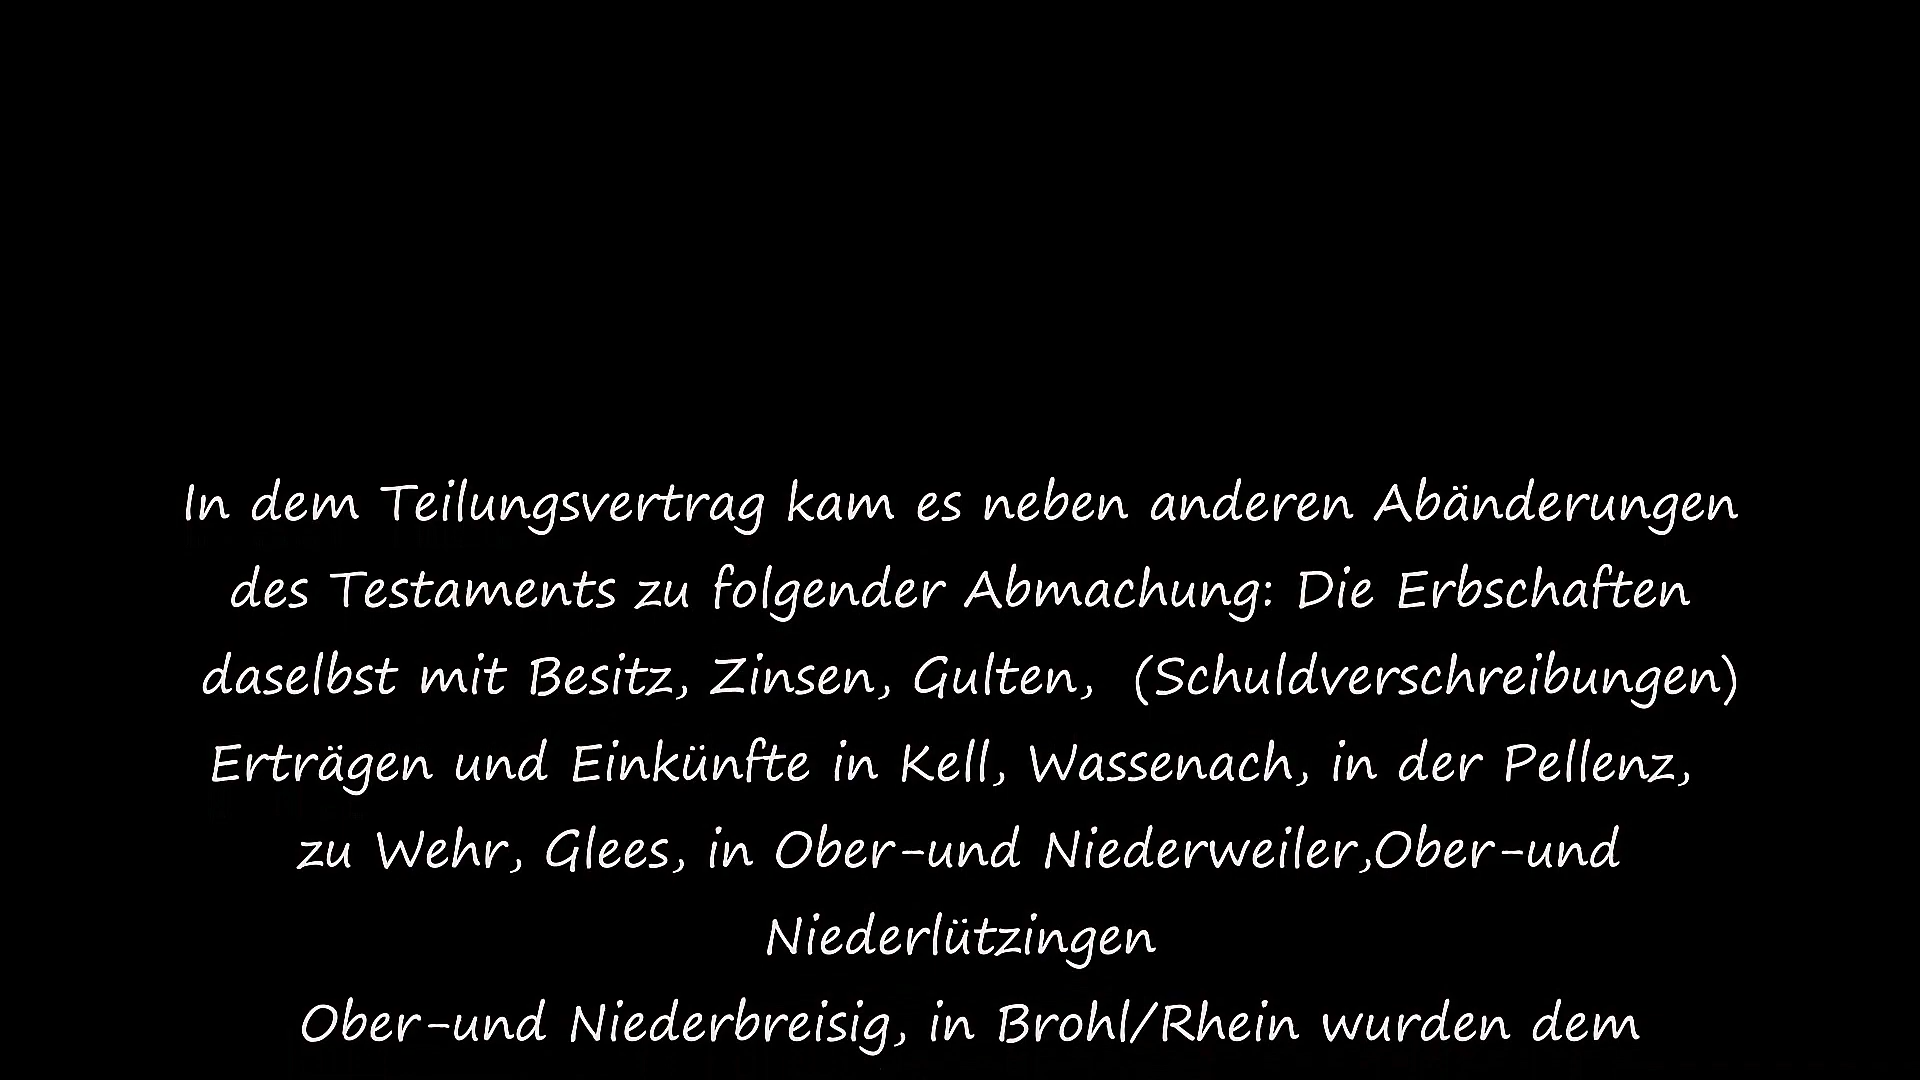 In dem Teilungsvertrag kam es neben anderen Abänderungen
des Testaments zu folgender Abmachung: Die Erbschaften
daselbst mit Besitz, Zinsen, Gulten,  (Schuldverschreibungen)
Erträgen und Einkünfte in Kell, Wassenach, in der Pellenz,
zu Wehr, Glees, in Ober-und Niederweiler,Ober-und
Niederlützingen
Ober-und Niederbreisig, in Brohl/Rhein wurden dem